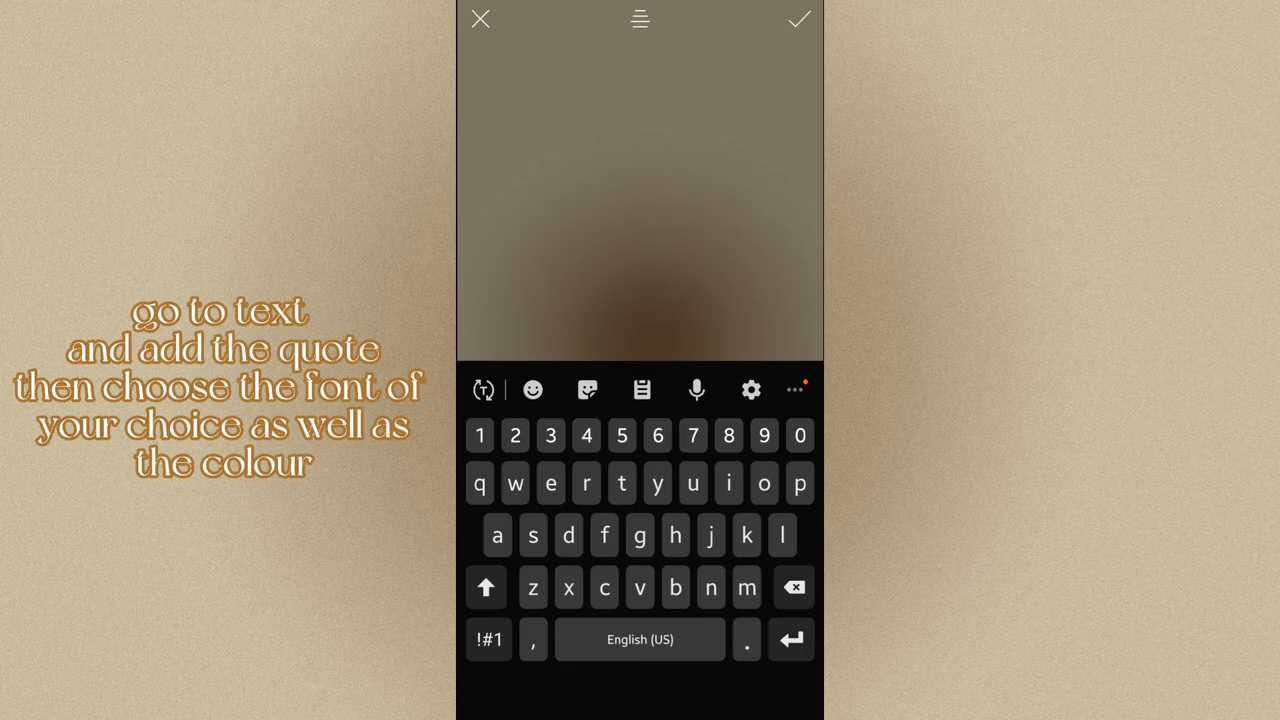 go to text
and add the quote
then choose the font of
your choice as well as
the colour
T
1 2 3 4 5 6 7 8 9 0
q w e r t y u i o p
a s d f g h j k l
z x c v b n m
!#1 , English (US) .